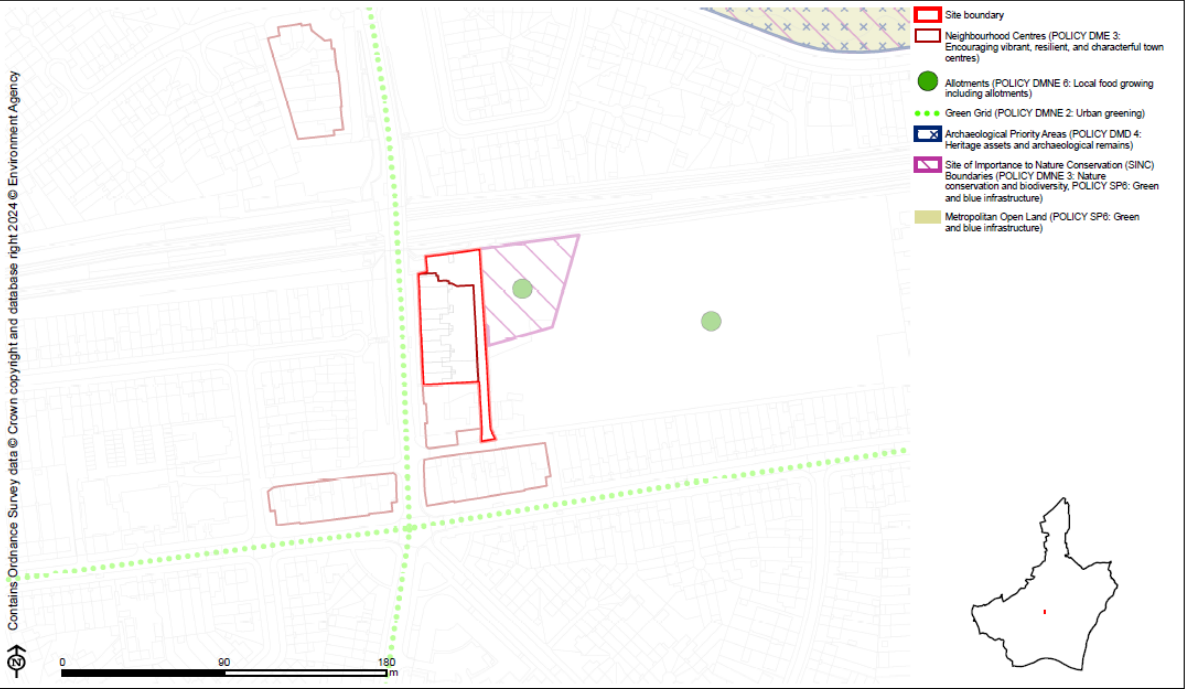 Site boundary
Neighbourhood Centres (POLICY DME 3:
Encouraging vibrant, resilient, and characterful town
centres)
Allotments (POLICY DMNE 6: Local food growing
including allotments)
Green Grid (POLICY DMNE 2: Urban greening)
Archaeological Priority Areas (POLICY DMD 4:
Heritage assets and archaeological remains)
Site of Importance to Nature Conservation (SINC)
Boundaries (POLICY DMNE 3: Nature
conservation and biodiversity, POLICY SP6: Green
and blue infrastructure)
Metropolitan Open Land (POLICY SP6: Green
and blue infrastructure)
Contains Ordnance Survey data © Crown copyright and database right 2024 © Environment Agency
N
0 90 180
m